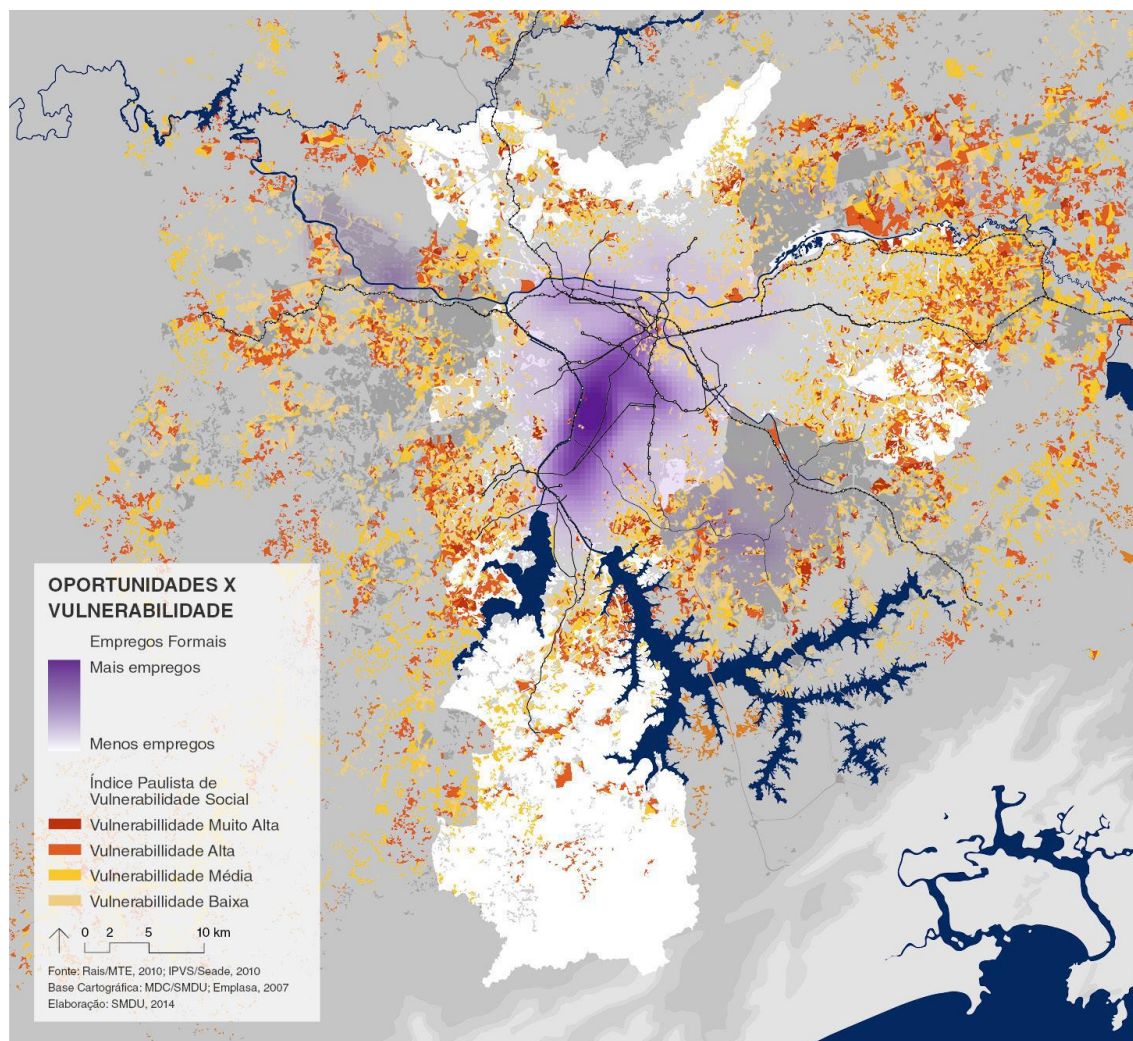 OPORTUNIDADES X
VULNERABILIDADE
Empregos Formais
Mais empregos
Menos empregos
Índice Paulista de
Vulnerabilidade Social
Vulnerabillidade Muito Alta
Vulnerabillidade Alta
Vulnerabillidade Média
Vulnerabillidade Baixa
0 2 5 10 km
Fonte: Rais/MTE, 2010; IPVS/Seade, 2010
Base Cartográfica: MDC/SMDU; Emplasa, 2007
Elaboração: SMDU, 2014